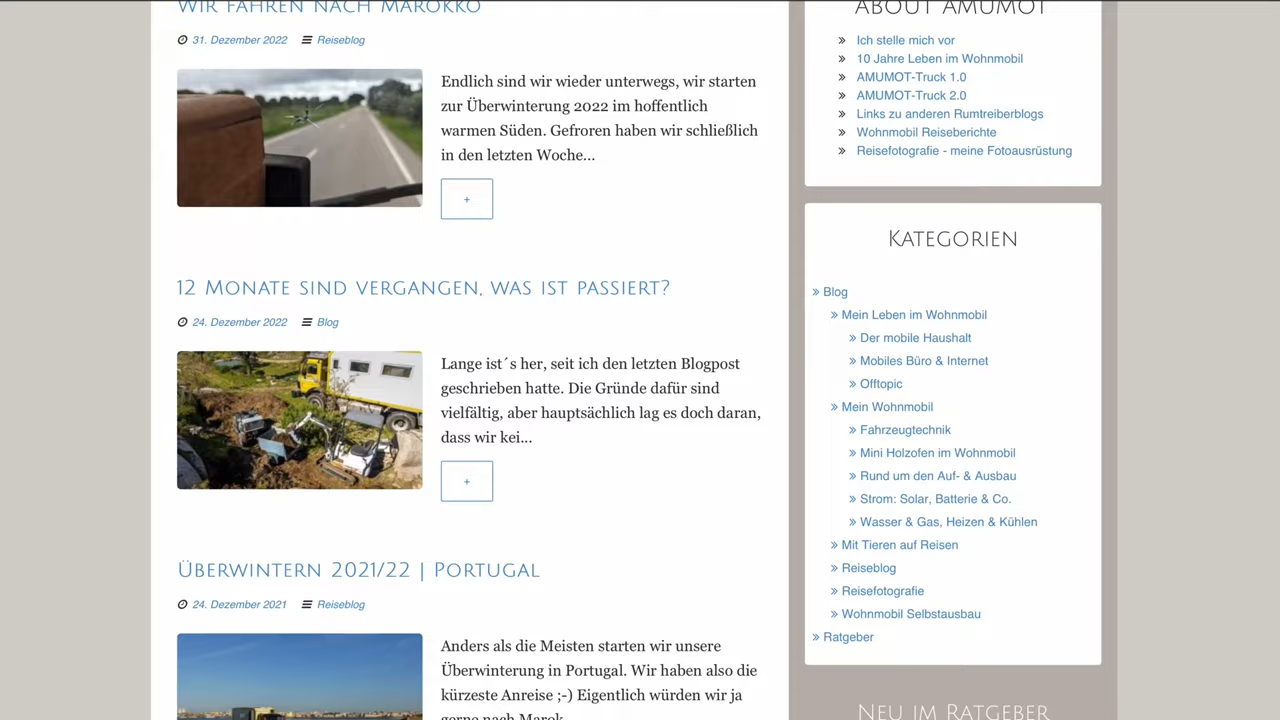 Wir fahren nach Marokko
31. Dezember 2022 Reiseblog
Endlich sind wir wieder unterwegs, wir starten
zur Überwinterung 2022 im hoffentlich
warmen Süden. Gefroren haben wir schließlich
in den letzten Woche...
+
12 Monate sind vergangen, was ist passiert?
24. Dezember 2022 Blog
Lange ist´s her, seit ich den letzten Blogpost
geschrieben hatte. Die Gründe dafür sind
vielfältig, aber hauptsächlich lag es doch daran,
dass wir kei...
+
Überwintern 2021/22 | Portugal
24. Dezember 2021 Reiseblog
Anders als die Meisten starten wir unsere
Überwinterung in Portugal. Wir haben also die
kürzeste Anreise ;-) Eigentlich würden wir ja
gerne nach Marok...
About AMUMOT
» Ich stelle mich vor
» 10 Jahre Leben im Wohnmobil
» AMUMOT-Truck 1.0
» AMUMOT-Truck 2.0
» Links zu anderen Rumtreiberblogs
» Wohnmobil Reiseberichte
» Reisefotografie - meine Fotoausrüstung
Kategorien
» Blog
» Mein Leben im Wohnmobil
» Der mobile Haushalt
» Mobiles Büro & Internet
» Offtopic
» Mein Wohnmobil
» Fahrzeugtechnik
» Mini Holzofen im Wohnmobil
» Rund um den Auf- & Ausbau
» Strom: Solar, Batterie & Co.
» Wasser & Gas, Heizen & Kühlen
» Mit Tieren auf Reisen
» Reiseblog
» Reisefotografie
» Wohnmobil Selbstausbau
» Ratgeber
Neu im Ratgeber